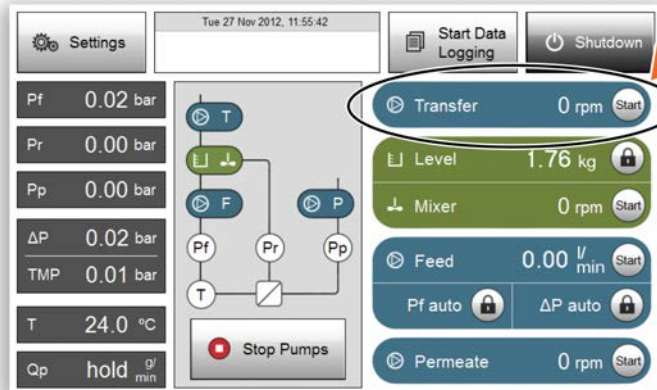 Settings
Tue 27 Nov 2012, 11:55:42
Start Data
Logging
Shutdown
Pf 0.02 bar
Pr 0.00 bar
Pp 0.00 bar
ΔP 0.02 bar
TMP 0.01 bar
T 24.0 ºC
Qp hold g/min
T
F
P
Pf
Pr
Pp
T
Stop Pumps
Transfer 0 rpm Start
Level 1.76 kg
Mixer 0 rpm Start
Feed 0.00 l/min Start
Pf auto
ΔP auto
Permeate 0 rpm Start